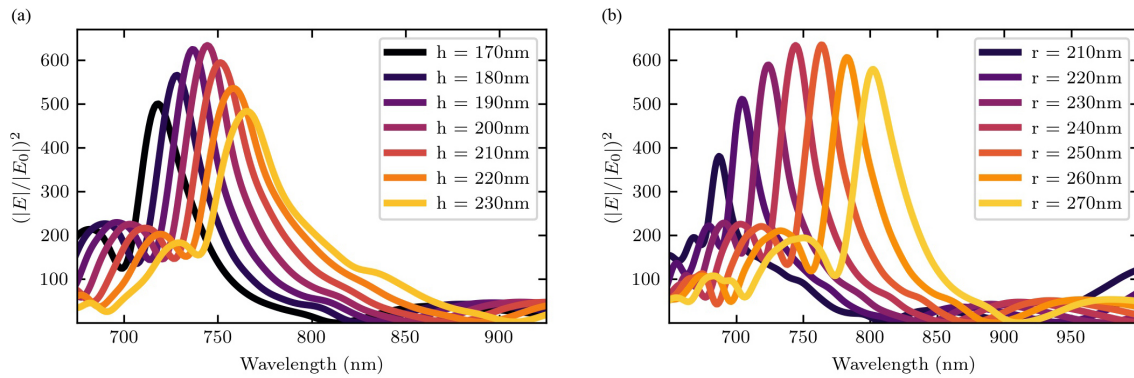 (a)
(|E|/|E₀|)²
600
500
400
300
200
100
700
750
800
850
900
Wavelength (nm)
h = 170nm
h = 180nm
h = 190nm
h = 200nm
h = 210nm
h = 220nm
h = 230nm
(b)
(|E|/|E₀|)²
600
500
400
300
200
100
700
750
800
850
900
950
Wavelength (nm)
r = 210nm
r = 220nm
r = 230nm
r = 240nm
r = 250nm
r = 260nm
r = 270nm